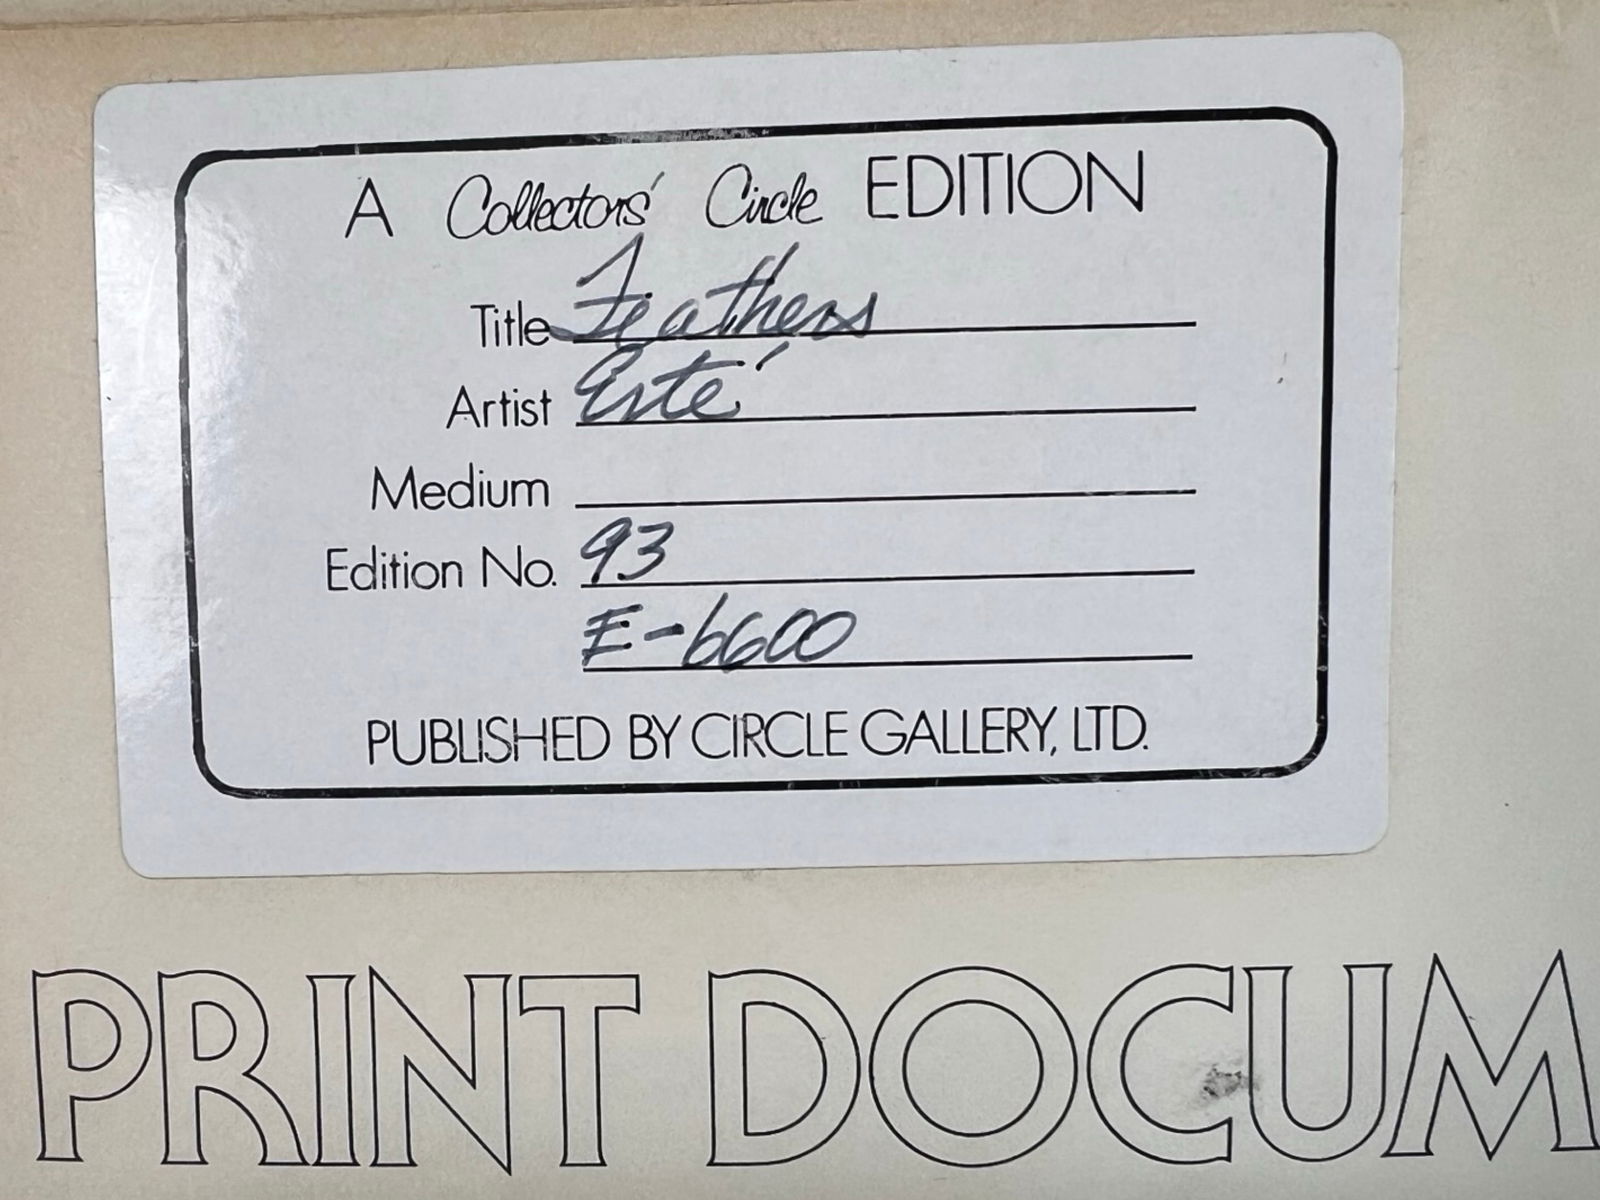 A Collectors' Circle EDITION
Title Feathers
Artist Erté
Medium
Edition No. 93
E-6600
PUBLISHED BY CIRCLE GALLERY, LTD.
PRINT DOCUM